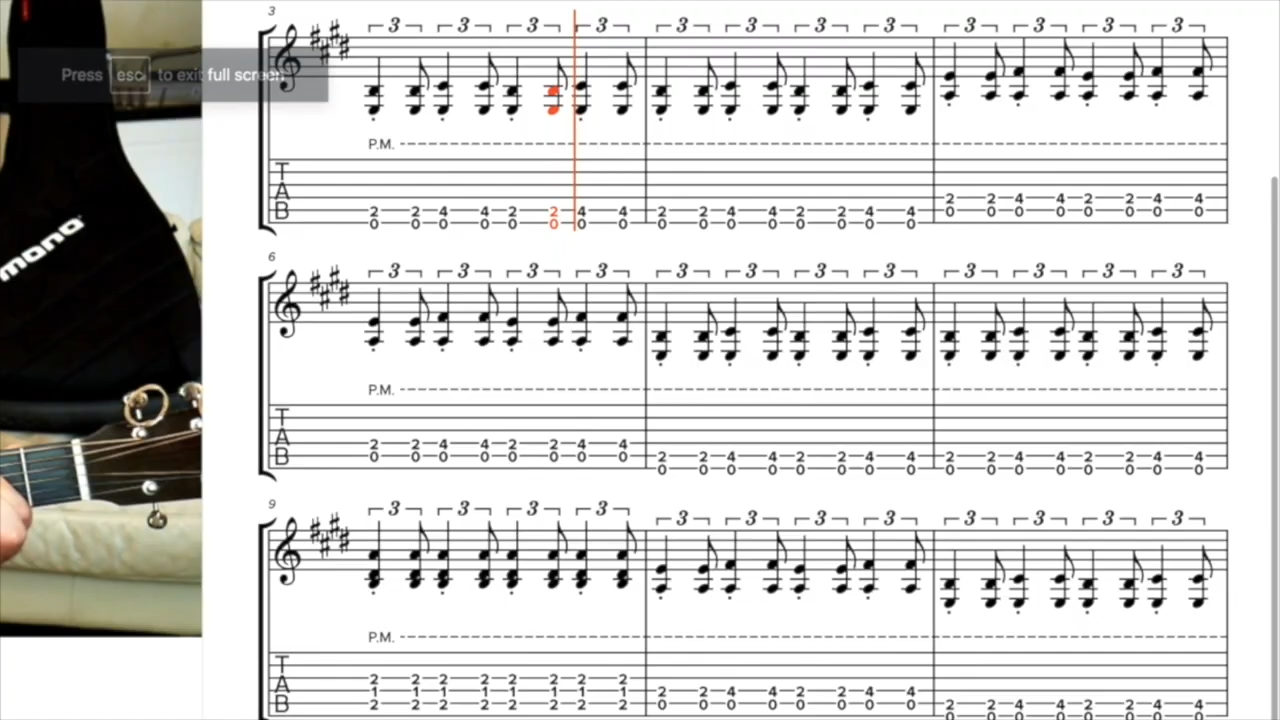 3
3 3 3 3 3 3 3 3 3 3 3 3
Press esc to exit full screen
P.M.
T
A
B
2 2 4 4 2 2 4 4 2 2 4 4 2 2 4 4 2 2 4 4 2 2 4 4
0 0 0 0 0 0 0 0 0 0 0 0 0 0 0 0 0 0 0 0 0 0 0 0
mono
6
3 3 3 3 3 3 3 3 3 3 3 3
P.M.
T
A
B
2 2 4 4 2 2 4 4 2 2 4 4 2 2 4 4 2 2 4 4 2 2 4 4
0 0 0 0 0 0 0 0 0 0 0 0 0 0 0 0 0 0 0 0 0 0 0 0
9
3 3 3 3 3 3 3 3 3 3 3 3
P.M.
T
A
B
2 2 2 2 2 2 2 2
1 1 1 1 1 1 1 1 2 2 4 4 2 2 4 4
2 2 2 2 2 2 2 2 0 0 0 0 0 0 0 0 2 2 4 4 2 2 4 4
0 0 0 0 0 0 0 0